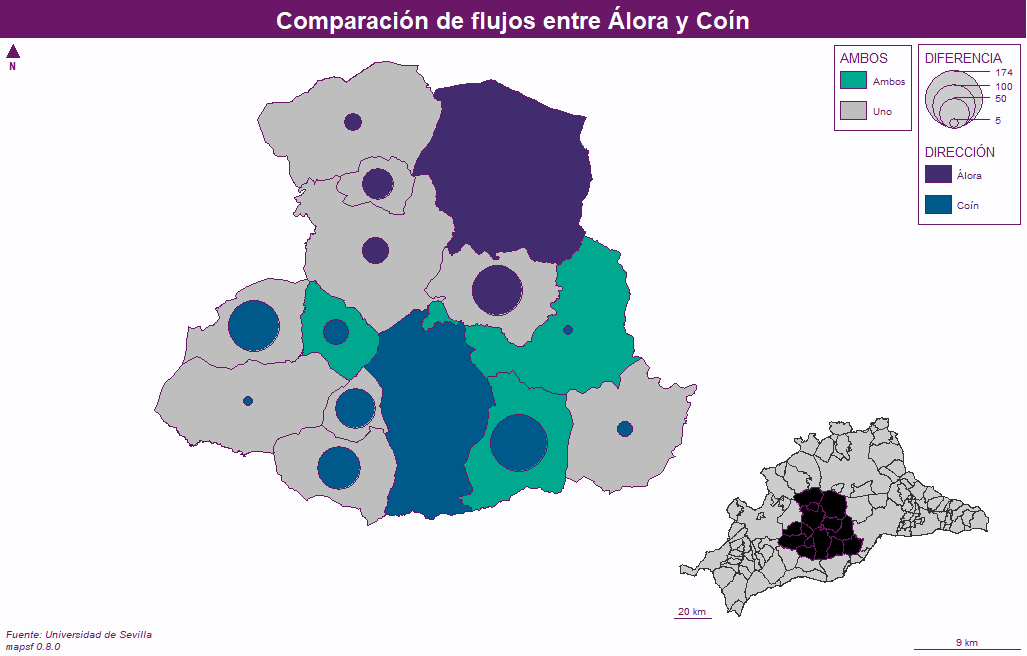 Comparación de flujos entre Álora y Coín
N
AMBOS
Ambos
Uno
DIFERENCIA
174
100
50
5
DIRECCIÓN
Álora
Coín
20 km
9 km
Fuente: Universidad de Sevilla
mapsf 0.8.0